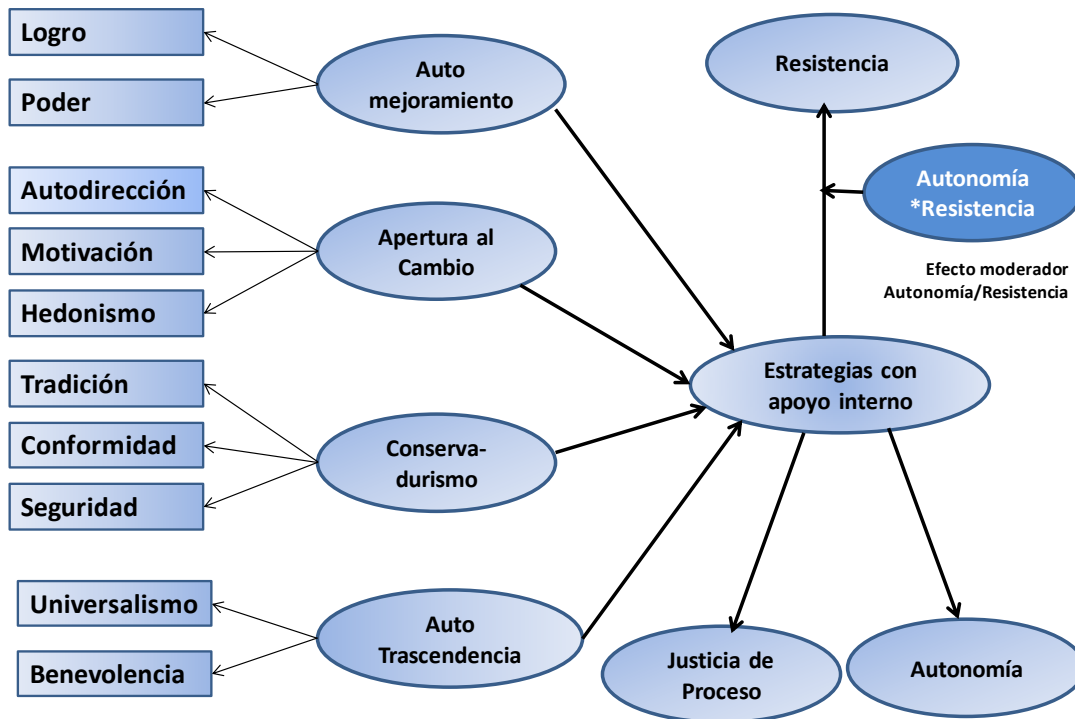 Logro
Poder
Autodirección
Motivación
Hedonismo
Tradición
Conformidad
Seguridad
Universalismo
Benevolencia
Auto
mejoramiento
Apertura al
Cambio
Conserva-
durismo
Auto
Trascendencia
Resistencia
Autonomía
*Resistencia
Efecto moderador
Autonomía/Resistencia
Estrategias con
apoyo interno
Justicia de
Proceso
Autonomía